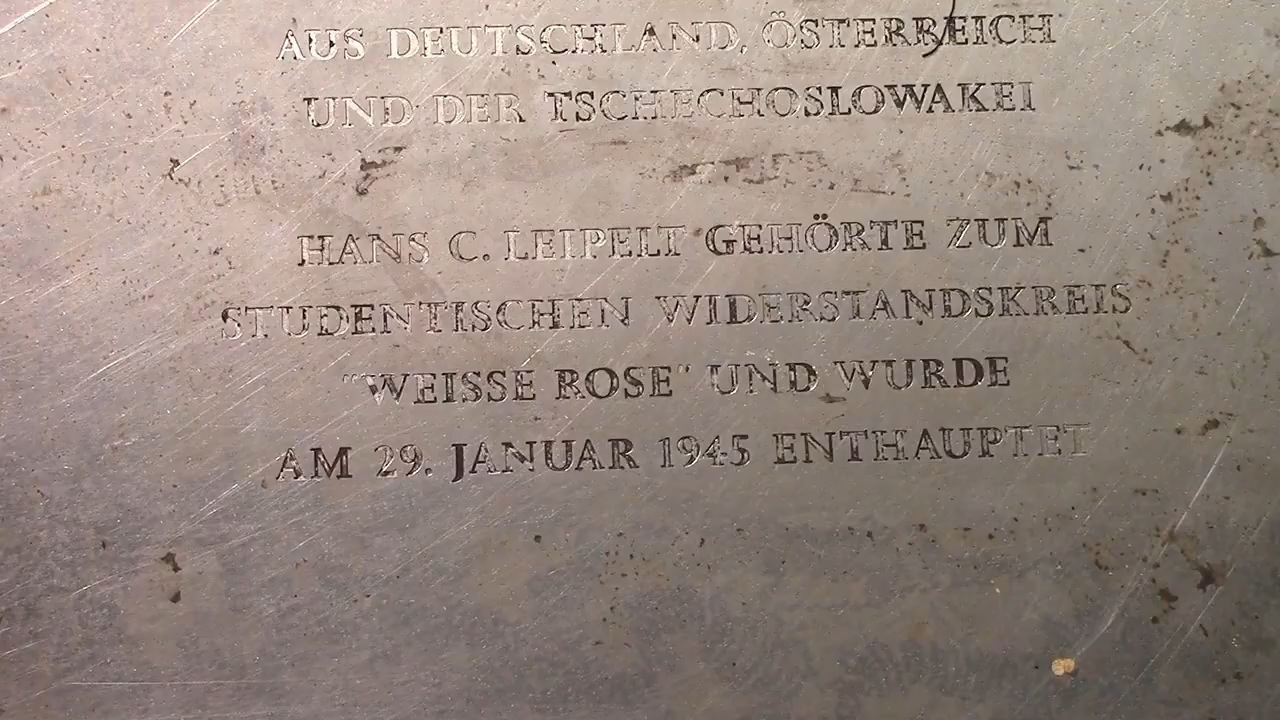 AUS DEUTSCHLAND, ÖSTERREICH
UND DER TSCHECHOSLOWAKEI
HANS C. LEIPELT GEHÖRTE ZUM
STUDENTISCHEN WIDERSTANDSKREIS
"WEISSE ROSE" UND WURDE
AM 29. JANUAR 1945 ENTHAUPTET